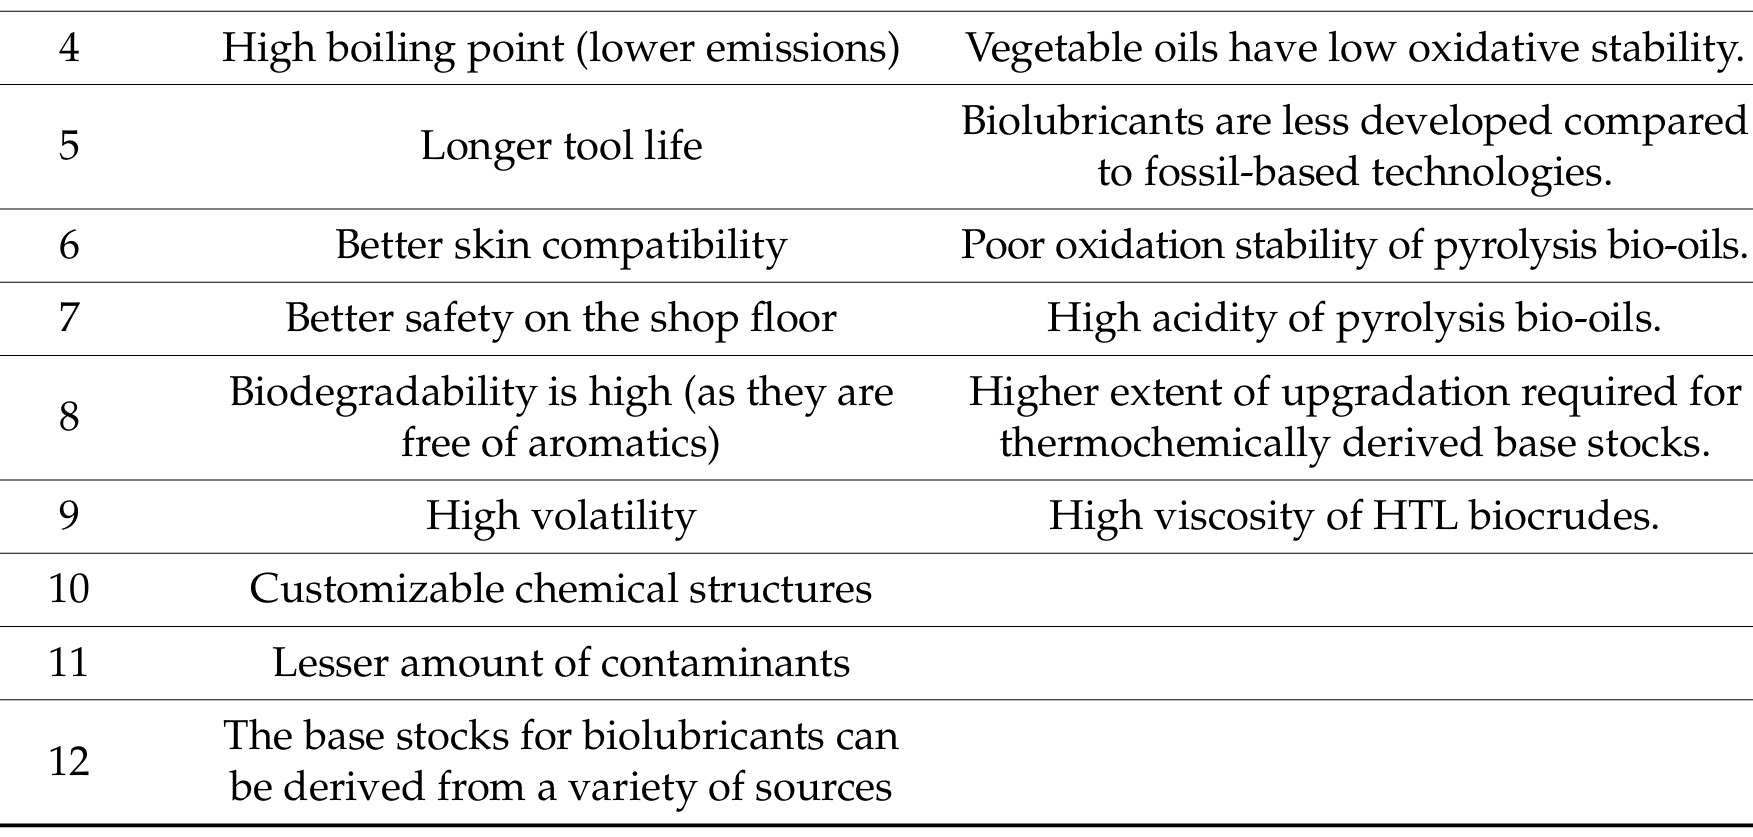 4 High boiling point (lower emissions) Vegetable oils have low oxidative stability.
5 Longer tool life Biolubricants are less developed compared
to fossil-based technologies.
6 Better skin compatibility Poor oxidation stability of pyrolysis bio-oils.
7 Better safety on the shop floor High acidity of pyrolysis bio-oils.
8 Biodegradability is high (as they are
free of aromatics) Higher extent of upgradation required for
thermochemically derived base stocks.
9 High volatility High viscosity of HTL biocrudes.
10 Customizable chemical structures
11 Lesser amount of contaminants
12 The base stocks for biolubricants can
be derived from a variety of sources